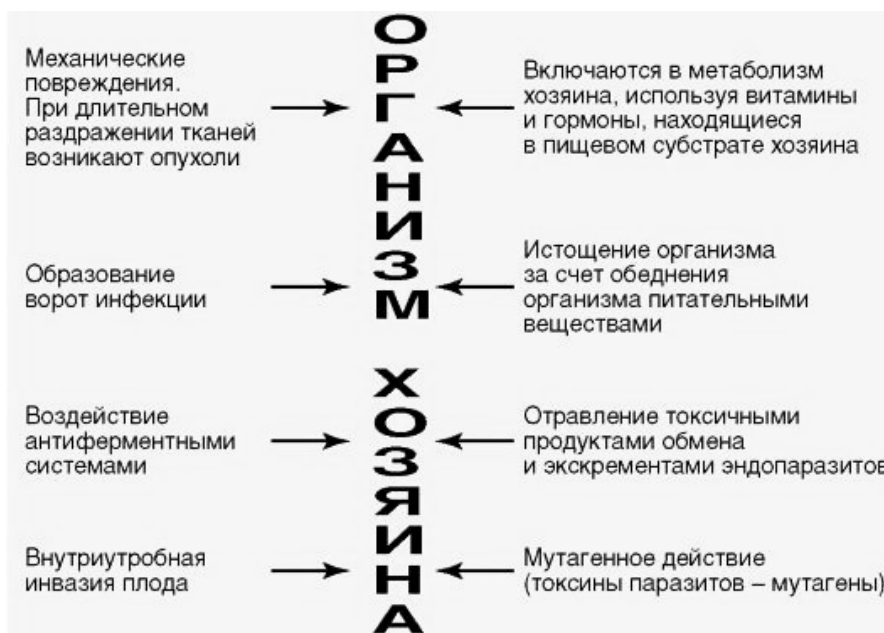 Механические
повреждения.
При длительном
раздражении тканей
возникают опухоли
Образование
ворот инфекции
Воздействие
антиферментными
системами
Внутриутробная
инвазия плода
ОРГАНИЗМ
ХОЗЯИНА
Включаются в метаболизм
хозяина, используя витамины
и гормоны, находящиеся
в пищевом субстрате хозяина
Истощение организма
за счет обеднения
организма питательными
веществами
Отравление токсичными
продуктами обмена
и экскрементами эндопаразитов
Мутагенное действие
(токсины паразитов – мутагены)